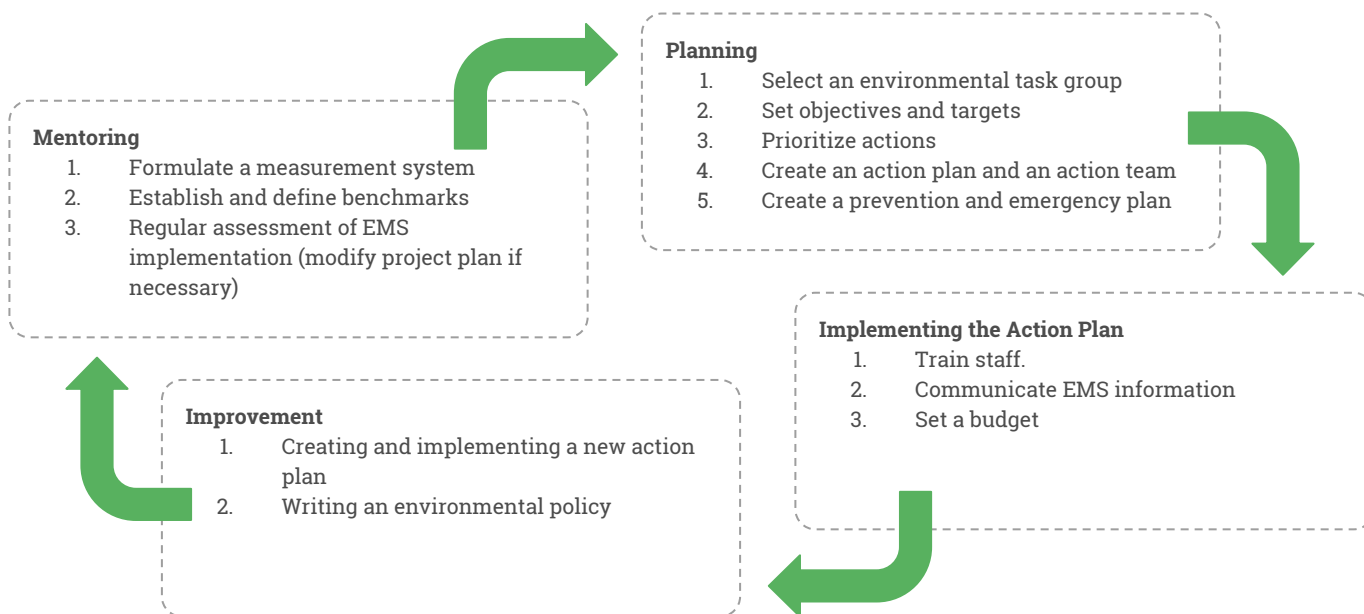 Planning
1. Select an environmental task group
2. Set objectives and targets
3. Prioritize actions
4. Create an action plan and an action team
5. Create a prevention and emergency plan
Mentoring
1. Formulate a measurement system
2. Establish and define benchmarks
3. Regular assessment of EMS
implementation (modify project plan if
necessary)
Implementing the Action Plan
1. Train staff.
2. Communicate EMS information
3. Set a budget
Improvement
1. Creating and implementing a new action
plan
2. Writing an environmental policy